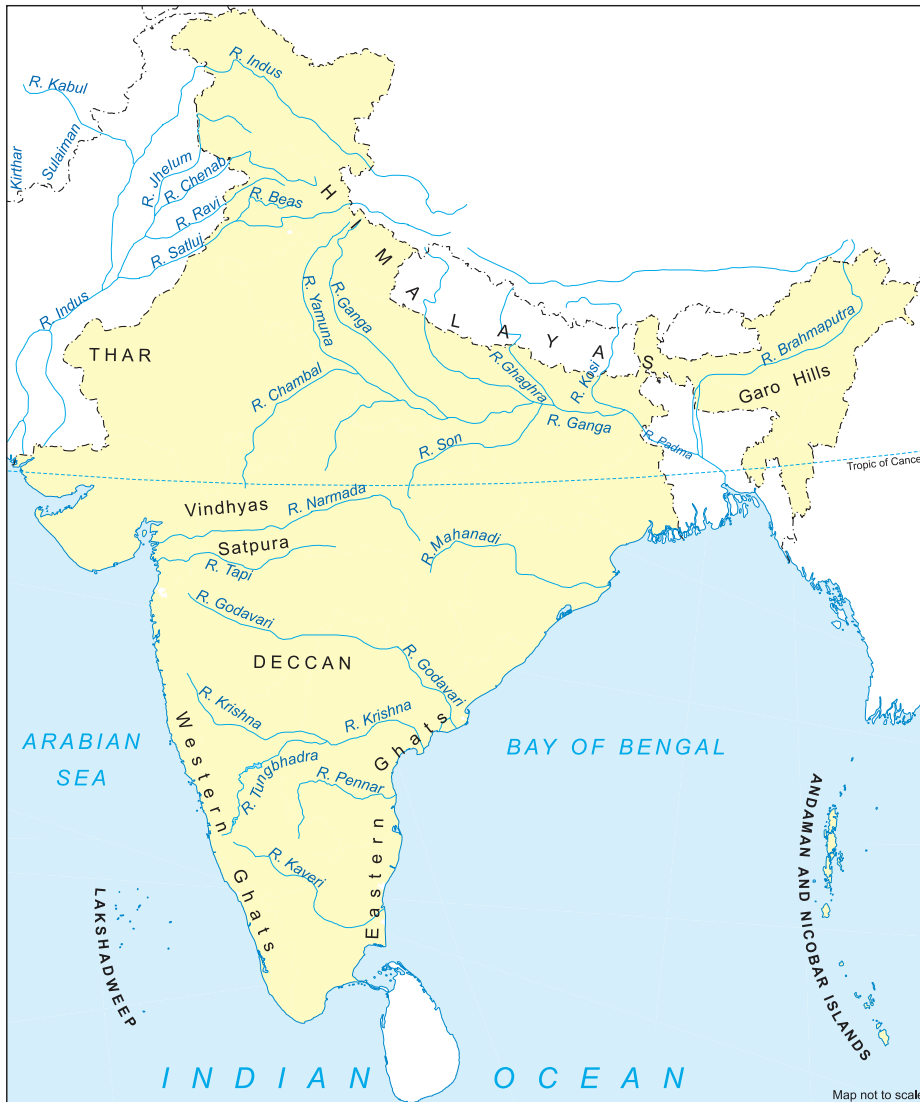 R. Indus
R. Kabul
Kirthar
Sulaiman
R. Jhelum
R. Chenab
R. Ravi
R. Beas
R. Satluj
R. Indus
HIMALAYAS
R. Yamuna
R.Ganga
THAR
R. Chambal
R.Ghaghra
R. Kosi
R. Brahmaputra
Garo Hills
R. Ganga
R. Padma
R. Son
Tropic of Cance
Vindhyas
R. Narmada
Satpura
R. Tapi
R.Mahanadi
R. Godavari
DECCAN
R. Godavari
R. Krishna
R. Krishna
Western Ghats
Eastern Ghats
R. Tungbhadra
R. Pennar
R. Kaveri
ARABIAN
SEA
BAY OF BENGAL
LAKSHADWEEP
ANDAMAN AND NICOBAR ISLANDS
INDIAN OCEAN
Map not to scale